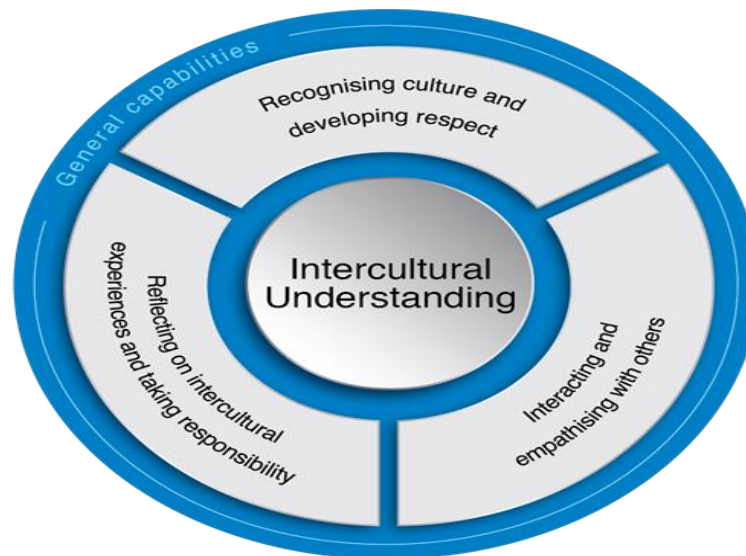 General capabilities
Recognising culture and
developing respect
Intercultural
Understanding
Interacting and
empathising with others
Reflecting on intercultural
experiences and taking responsibility